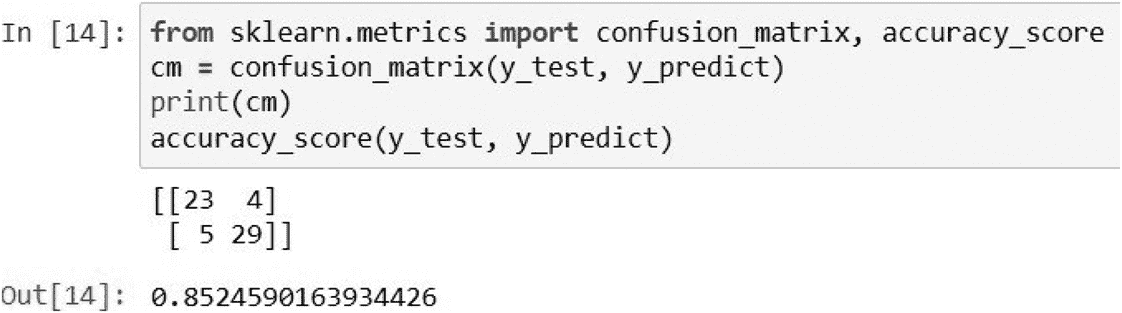 In [14]: from sklearn.metrics import confusion_matrix, accuracy_score
cm = confusion_matrix(y_test, y_predict)
print(cm)
accuracy_score(y_test, y_predict)
[[23  4]
 [ 5 29]]
Out[14]: 0.8524590163934426